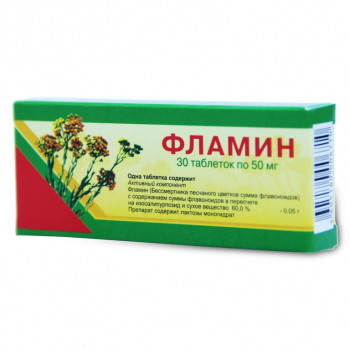 ФЛАМИН
30 таблеток по 50 мг
Одна таблетка содержит
Активный компонент
Фламин (Бессмертника песчаного цветков сумма флавоноидов)
с содержанием суммы флавоноидов в пересчете
на изосалипурпозид и сухое вещество 60,0 % - 0,05 г
Препарат содержит лактозы моногидрат